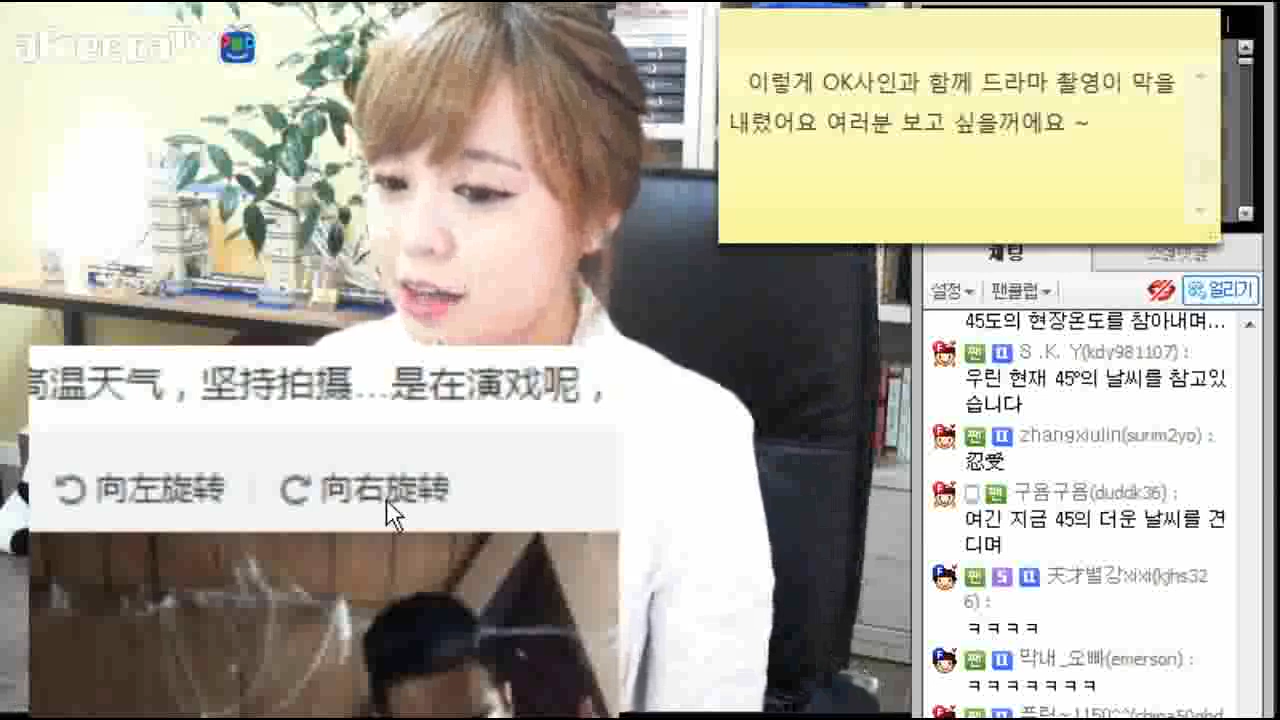 afreecaTV
이렇게 OK사인과 함께 드라마 촬영이 막을
내렸어요 여러분 보고 싶을꺼에요 ~
채팅
설정 팬클럽 얼리기
45도의 현장온도를 참아내며...
팬 S . K. Y(kdy981107) :
우린 현재 45º의 날씨를 참고있
습니다
팬 zhangxiulin(surim2yo) :
忍受
팬 구욤구욤(duddk36) :
여긴 지금 45의 더운 날씨를 견
디며
팬 S 天才별강xixi(kjhs32
6) :
ㅋㅋㅋㅋ
팬 막내_오빠(emerson) :
ㅋㅋㅋㅋㅋㅋㅋ
高温天气，坚持拍摄...是在演戏呢，
向左旋转 向右旋转